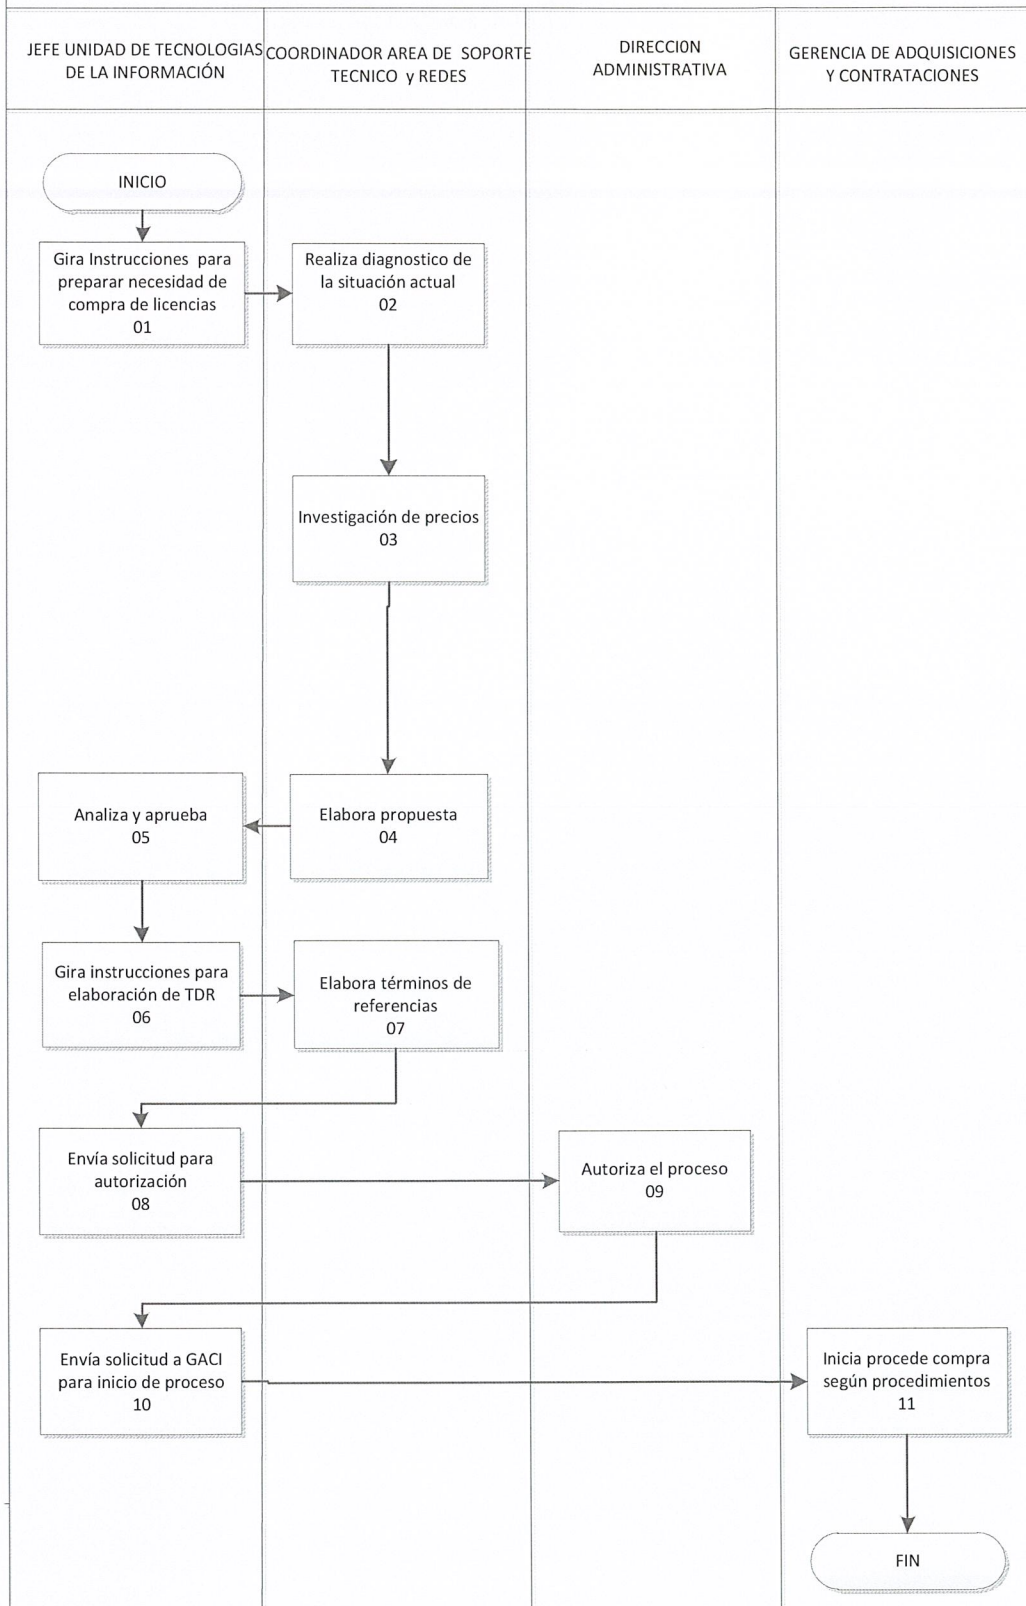 JEFE UNIDAD DE TECNOLOGIAS
DE LA INFORMACIÓN
COORDINADOR AREA DE SOPORTE
TECNICO y REDES
DIRECCI0N
ADMINISTRATIVA
GERENCIA DE ADQUISICIONES
Y CONTRATACIONES
INICIO
Gira Instrucciones para
preparar necesidad de
compra de licencias
01
Realiza diagnostico de
la situación actual
02
Investigación de precios
03
Elabora propuesta
04
Analiza y aprueba
05
Gira instrucciones para
elaboración de TDR
06
Elabora términos de
referencias
07
Envía solicitud para
autorización
08
Autoriza el proceso
09
Envía solicitud a GACI
para inicio de proceso
10
Inicia procede compra
según procedimientos
11
FIN